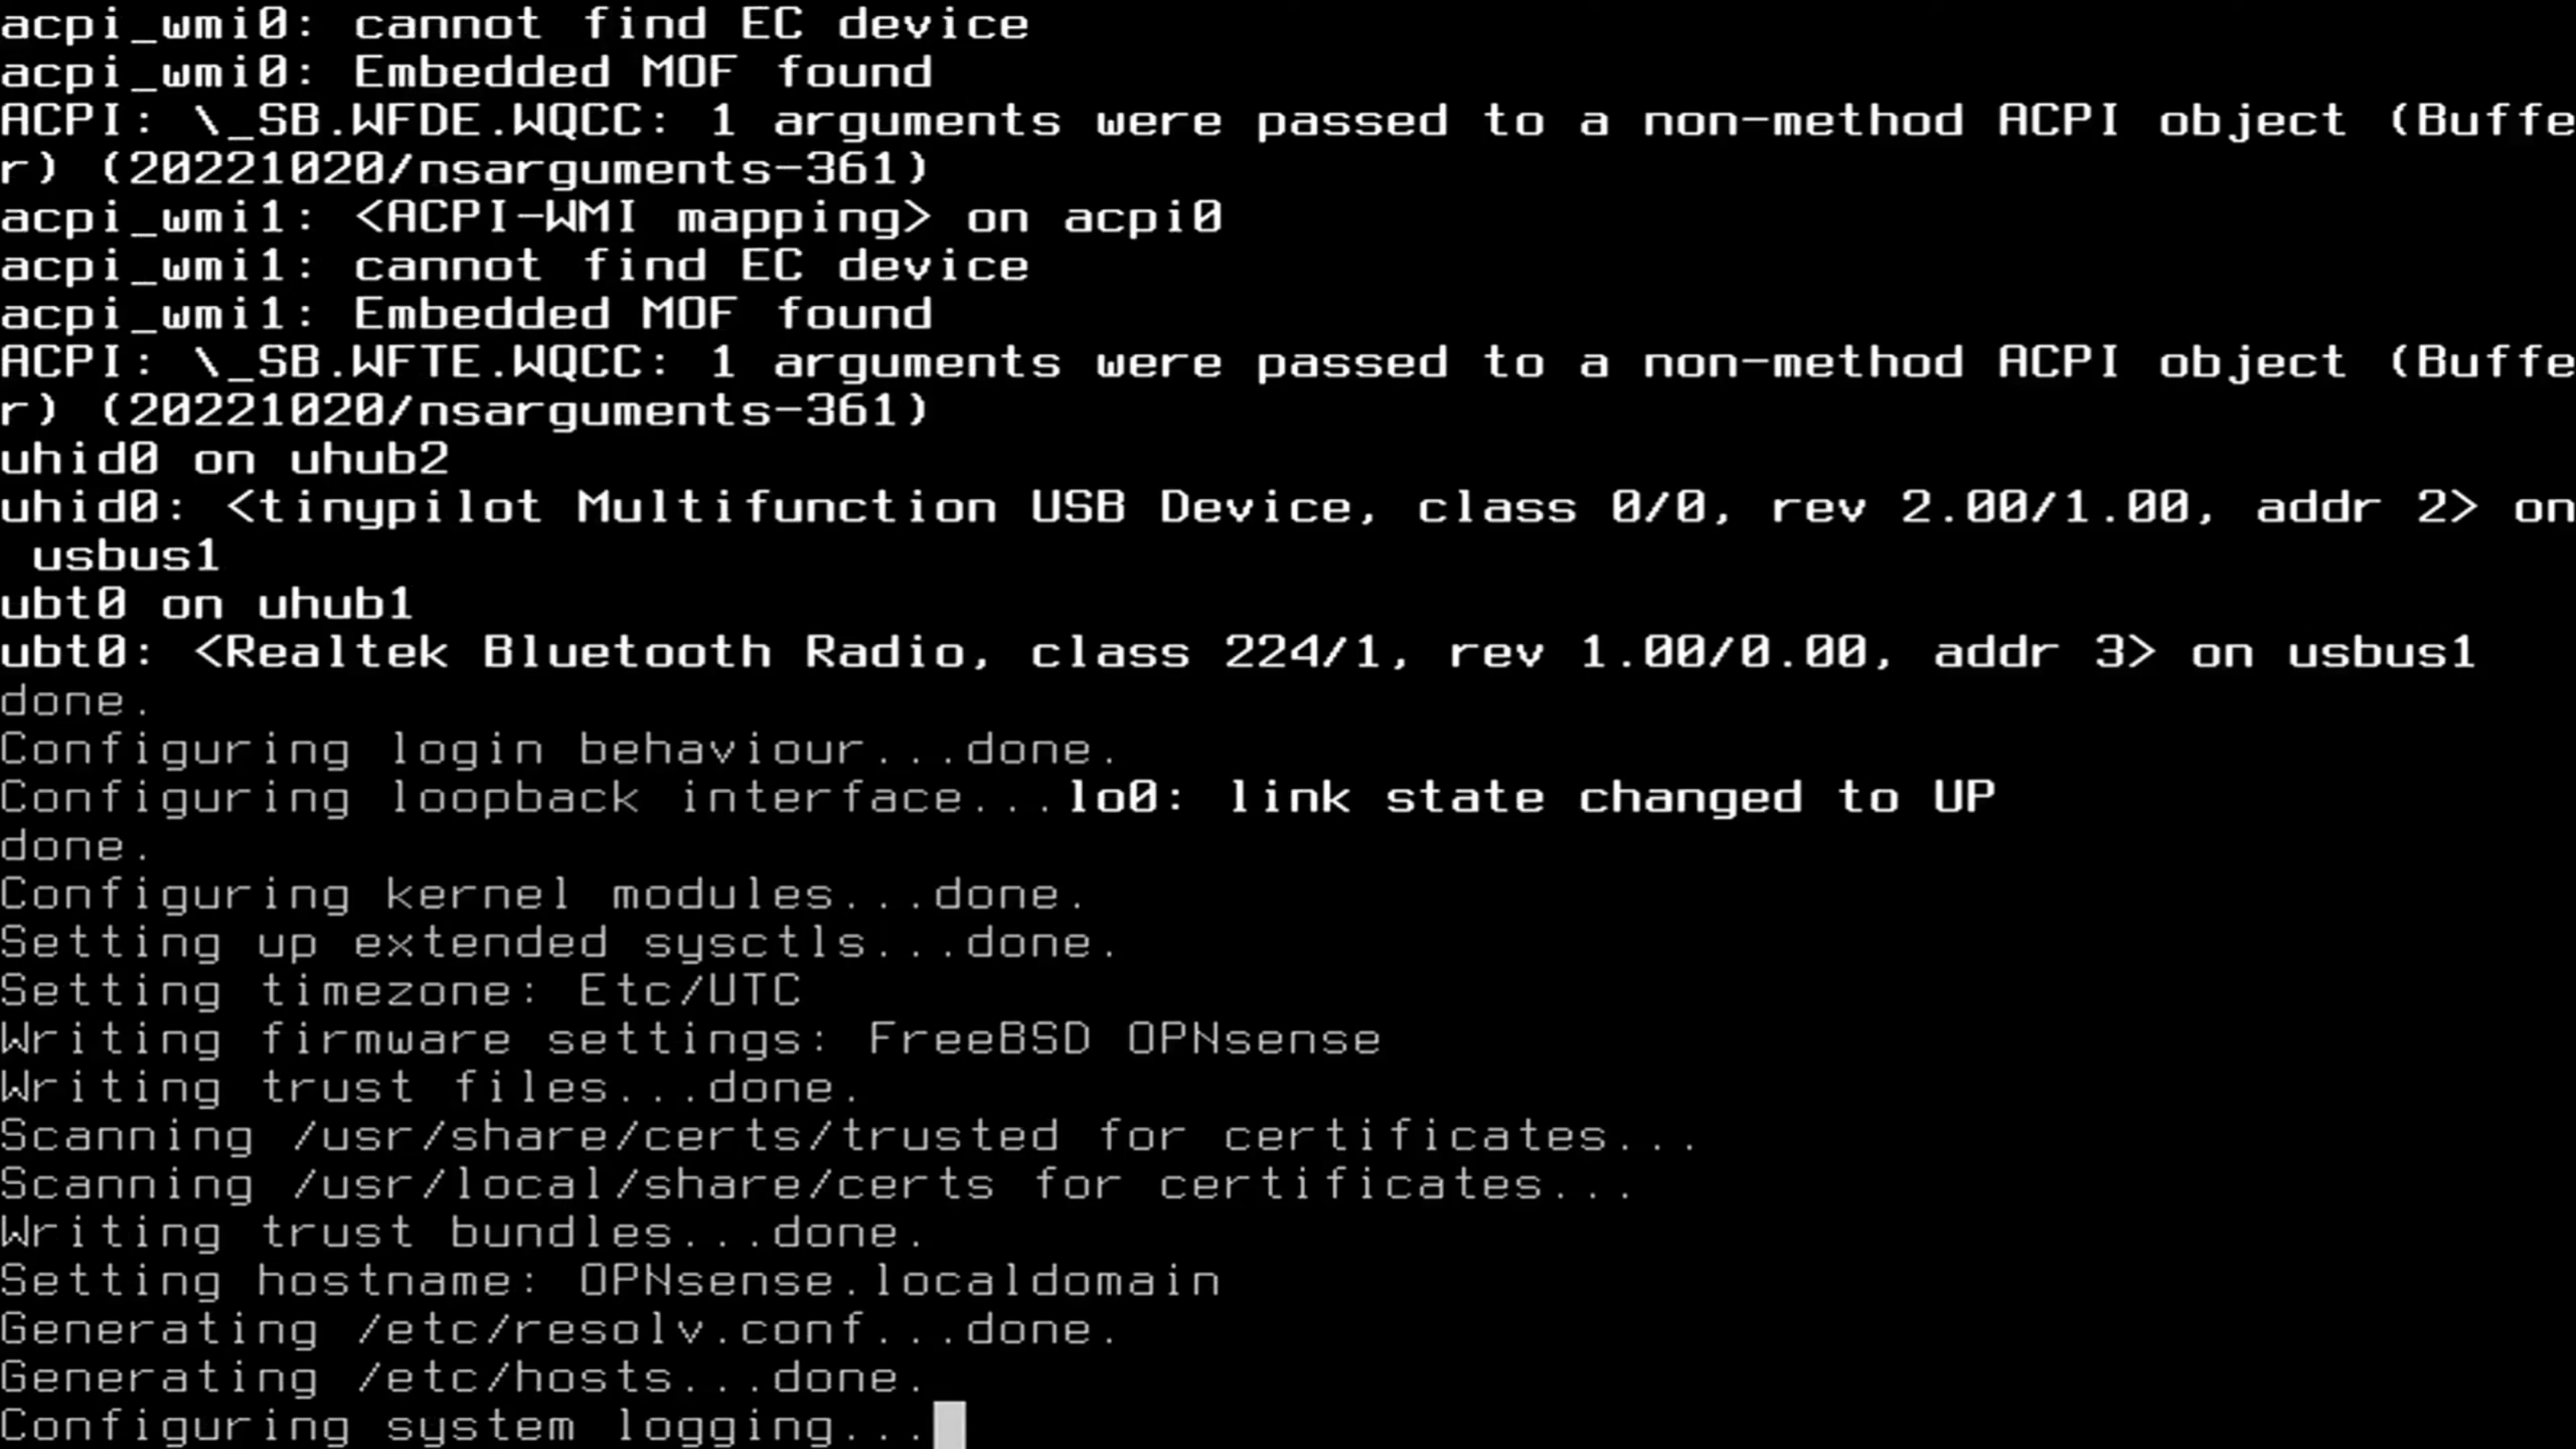 acpi_wmi0: cannot find EC device
acpi_wmi0: Embedded MOF found
ACPI: \_SB.WFDE.WQCC: 1 arguments were passed to a non-method ACPI object (Buffe
r) (20221020/nsarguments-361)
acpi_wmi1: <ACPI-WMI mapping> on acpi0
acpi_wmi1: cannot find EC device
acpi_wmi1: Embedded MOF found
ACPI: \_SB.WFTE.WQCC: 1 arguments were passed to a non-method ACPI object (Buffe
r) (20221020/nsarguments-361)
uhid0 on uhub2
uhid0: <tinypilot Multifunction USB Device, class 0/0, rev 2.00/1.00, addr 2> on
 usbus1
ubt0 on uhub1
ubt0: <Realtek Bluetooth Radio, class 224/1, rev 1.00/0.00, addr 3> on usbus1
done.
Configuring login behaviour...done.
Configuring loopback interface...lo0: link state changed to UP
done.
Configuring kernel modules...done.
Setting up extended sysctls...done.
Setting timezone: Etc/UTC
Writing firmware settings: FreeBSD OPNsense
Writing trust files...done.
Scanning /usr/share/certs/trusted for certificates...
Scanning /usr/local/share/certs for certificates...
Writing trust bundles...done.
Setting hostname: OPNsense.localdomain
Generating /etc/resolv.conf...done.
Generating /etc/hosts...done.
Configuring system logging...